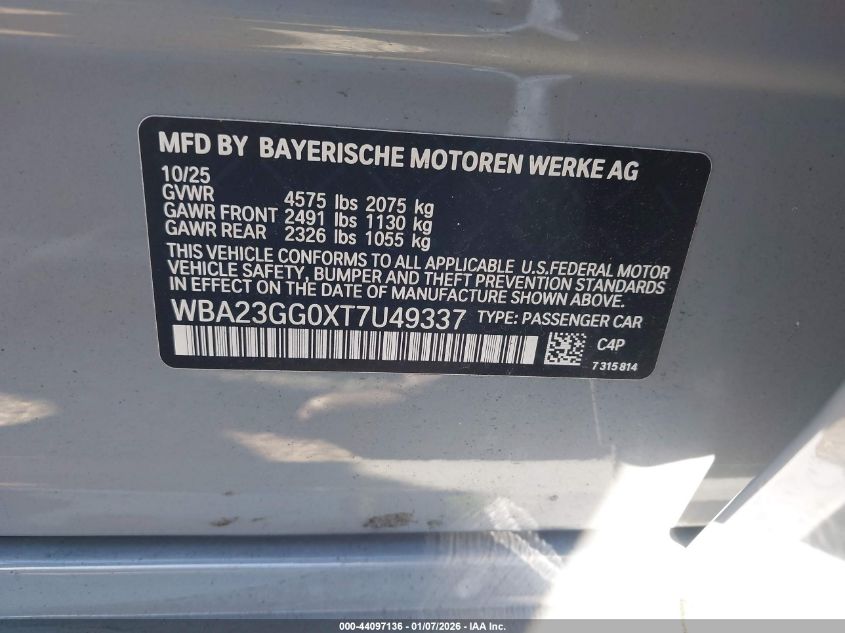 MFD BY BAYERISCHE MOTOREN WERKE AG
10/25
GVWR 4575 lbs 2075 kg
GAWR FRONT 2491 lbs 1130 kg
GAWR REAR 2326 lbs 1055 kg
THIS VEHICLE CONFORMS TO ALL APPLICABLE U.S.FEDERAL MOTOR
VEHICLE SAFETY, BUMPER AND THEFT PREVENTION STANDARDS
IN EFFECT ON THE DATE OF MANUFACTURE SHOWN ABOVE.
WBA23GG0XT7U49337 TYPE: PASSENGER CAR
C4P
7315814
000-44097136 - 01/07/2026 - IAA Inc.